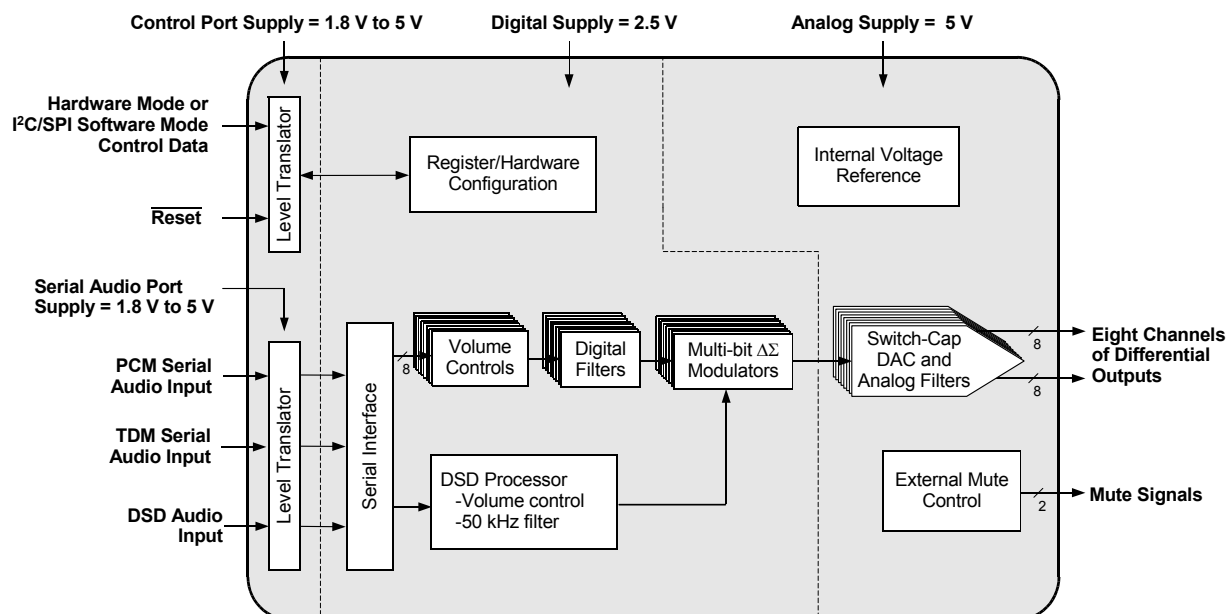 Control Port Supply = 1.8 V to 5 V
Digital Supply = 2.5 V
Analog Supply = 5 V
Hardware Mode or
I²C/SPI Software Mode
Control Data
Reset
Level Translator
Register/Hardware
Configuration
Internal Voltage
Reference
Serial Audio Port
Supply = 1.8 V to 5 V
PCM Serial
Audio Input
TDM Serial
Audio Input
DSD Audio
Input
Level Translator
Serial Interface
8
Volume
Controls
Digital
Filters
Multi-bit ΔΣ
Modulators
Switch-Cap
DAC and
Analog Filters
8
8
Eight Channels
of Differential
Outputs
DSD Processor
-Volume control
-50 kHz filter
External Mute
Control
2
Mute Signals